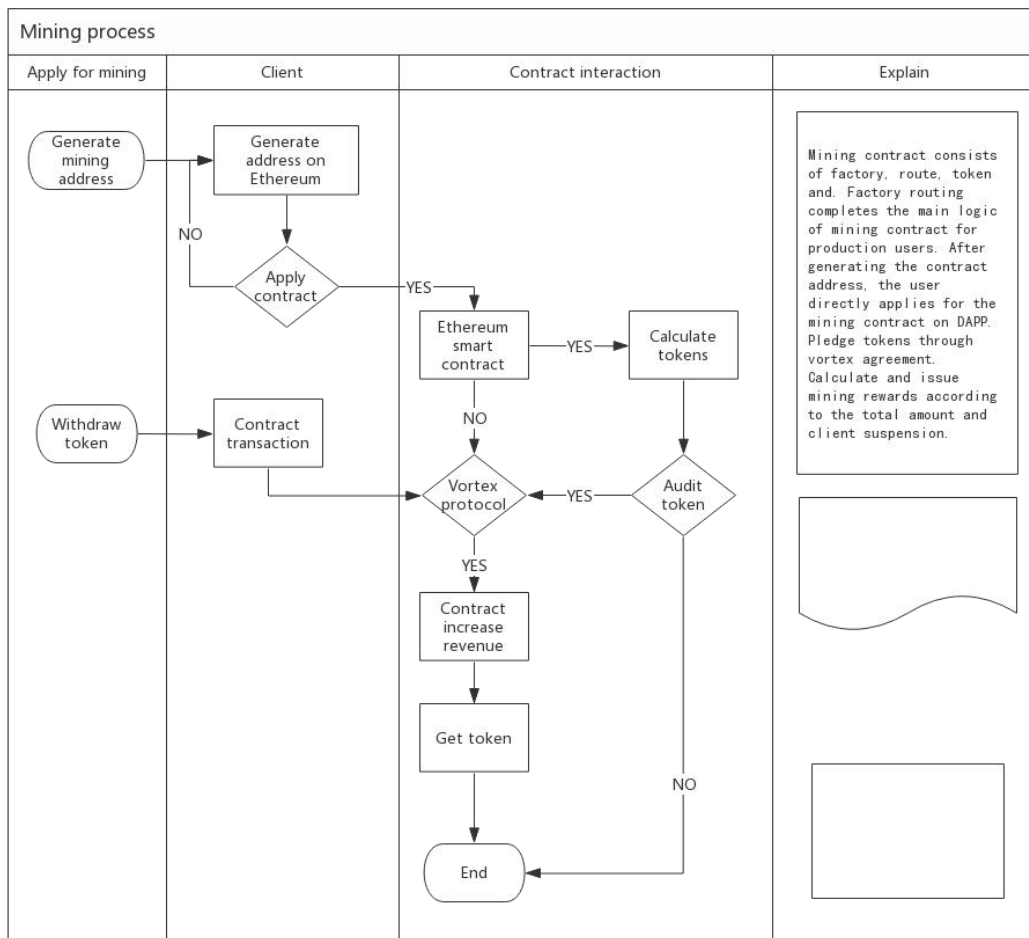 Mining process
Apply for mining
Client
Contract interaction
Explain
Generate
mining
address
Generate
address on
Ethereum
NO
Apply
contract
YES
Ethereum
smart
contract
YES
Calculate
tokens
NO
Withdraw
token
Contract
transaction
Vortex
protocol
YES
Audit
token
YES
Contract
increase
revenue
Get token
NO
End
Mining contract consists
of factory, route, token
and. Factory routing
completes the main logic
of mining contract for
production users. After
generating the contract
address, the user
directly applies for the
mining contract on DAPP.
Pledge tokens through
vortex agreement.
Calculate and issue
mining rewards according
to the total amount and
client suspension.